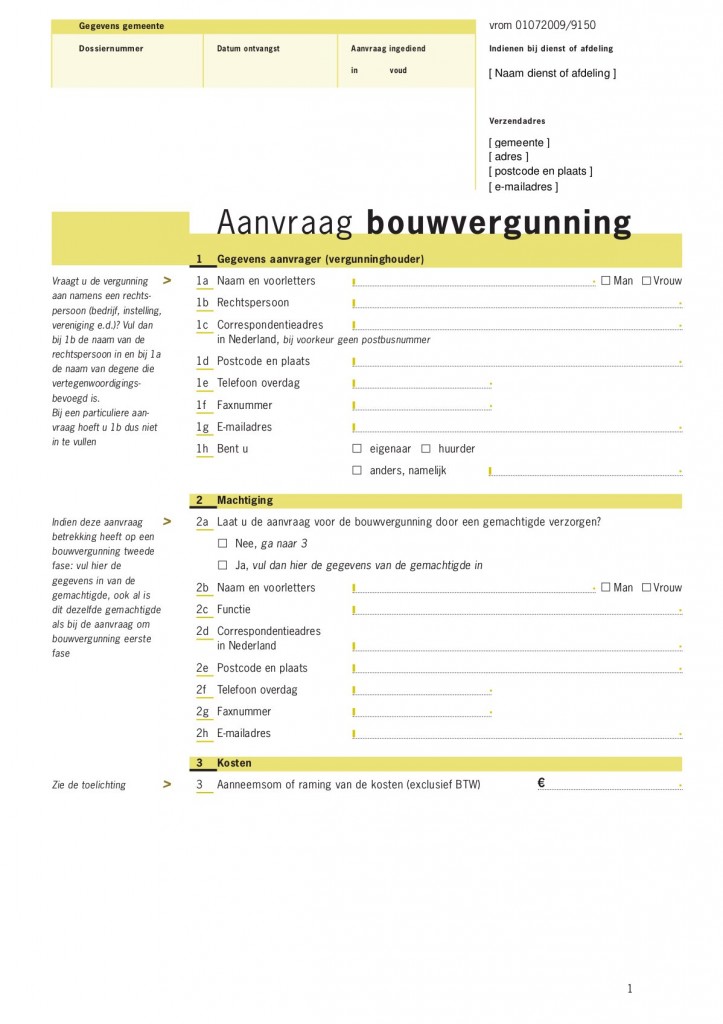 Gegevens gemeente
Dossiernummer
Datum ontvangst
Aanvraag ingediend
in voud
vrom 01072009/9150
Indienen bij dienst of afdeling
[ Naam dienst of afdeling ]
Verzendadres
[ gemeente ]
[ adres ]
[ postcode en plaats ]
[ e-mailadres ]
Aanvraag bouwvergunning
1 Gegevens aanvrager (vergunninghouder)
Vraagt u de vergunning >
aan namens een rechts-
persoon (bedrijf, instelling,
vereniging e.d.)? Vul dan
bij 1b de naam van de
rechtspersoon in en bij 1a
de naam van degene die
vertegenwoordigings-
bevoegd is.
Bij een particuliere aan-
vraag hoeft u 1b dus niet
in te vullen
1a Naam en voorletters □ Man □ Vrouw
1b Rechtspersoon
1c Correspondentieadres
in Nederland, bij voorkeur geen postbusnummer
1d Postcode en plaats
1e Telefoon overdag
1f Faxnummer
1g E-mailadres
1h Bent u □ eigenaar □ huurder
□ anders, namelijk
2 Machtiging
Indien deze aanvraag >
betrekking heeft op een
bouwvergunning tweede
fase: vul hier de
gegevens in van de
gemachtigde, ook al is
dit dezelfde gemachtigde
als bij de aanvraag om
bouwvergunning eerste
fase
2a Laat u de aanvraag voor de bouwvergunning door een gemachtigde verzorgen?
□ Nee, ga naar 3
□ Ja, vul dan hier de gegevens van de gemachtigde in
2b Naam en voorletters □ Man □ Vrouw
2c Functie
2d Correspondentieadres
in Nederland
2e Postcode en plaats
2f Telefoon overdag
2g Faxnummer
2h E-mailadres
3 Kosten
Zie de toelichting >
3 Aanneemsom of raming van de kosten (exclusief BTW) €
1